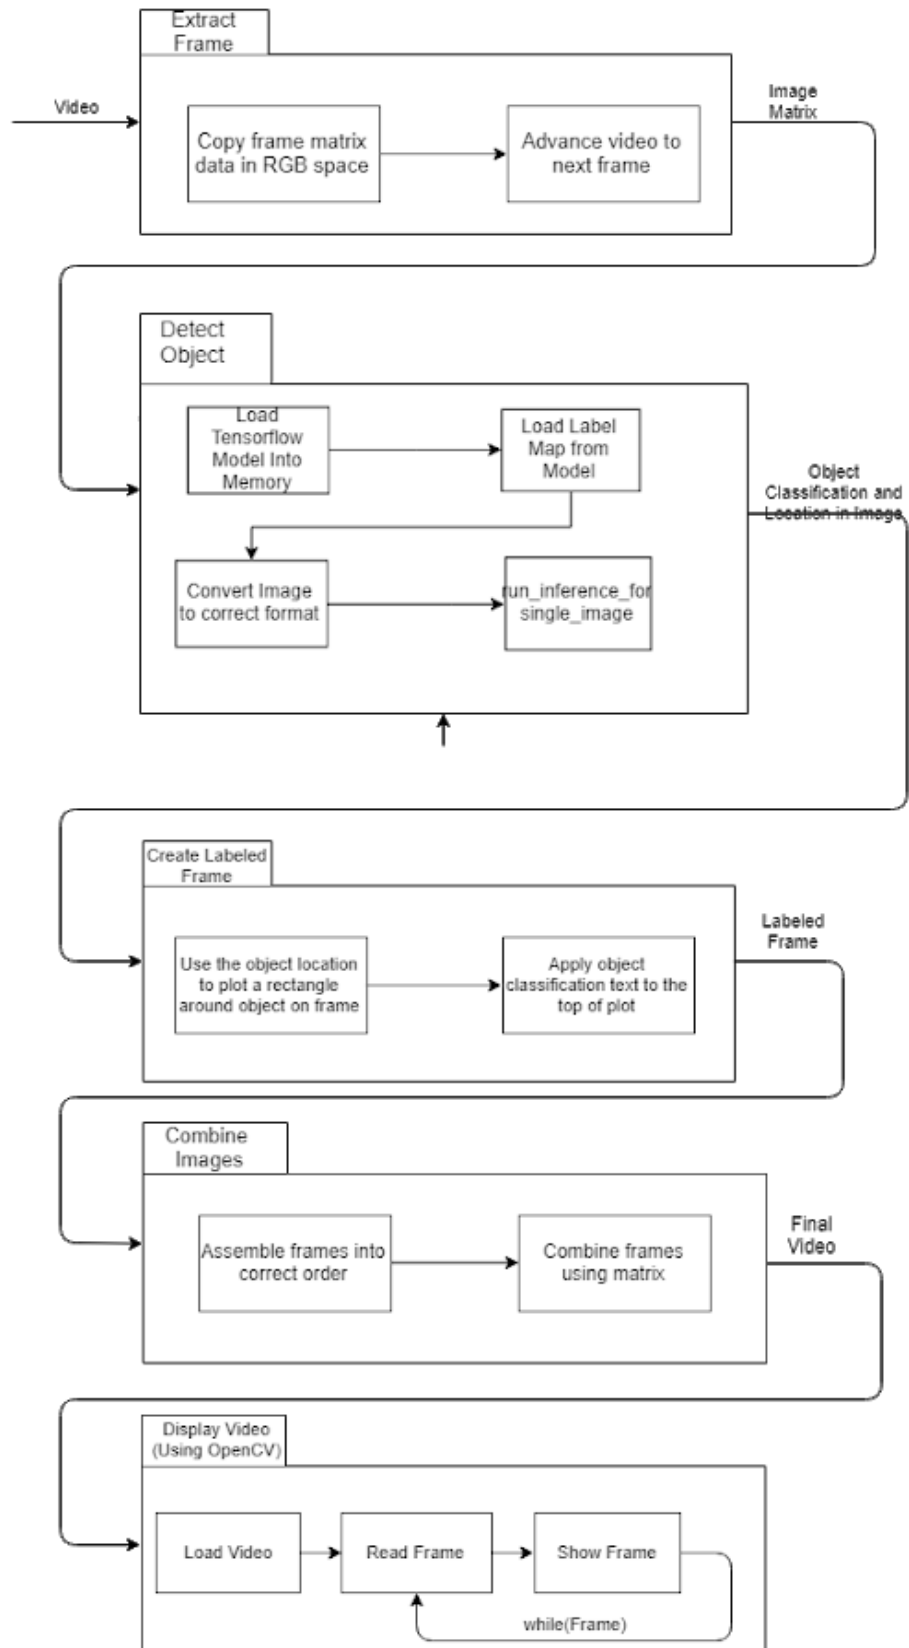 Extract
Frame
Video
Image
Matrix
Copy frame matrix
data in RGB space
Advance video to
next frame
Detect
Object
Load
Tensorflow
Model Into
Memory
Load Label
Map from
Model
Object
Classification and
Location in Image
Convert Image
to correct format
run_inference_for
single_image
Create Labeled
Frame
Labeled
Frame
Use the object location
to plot a rectangle
around object on frame
Apply object
classification text to the
top of plot
Combine
Images
Final
Video
Assemble frames into
correct order
Combine frames
using matrix
Display Video
(Using OpenCV)
Load Video
Read Frame
Show Frame
while(Frame)